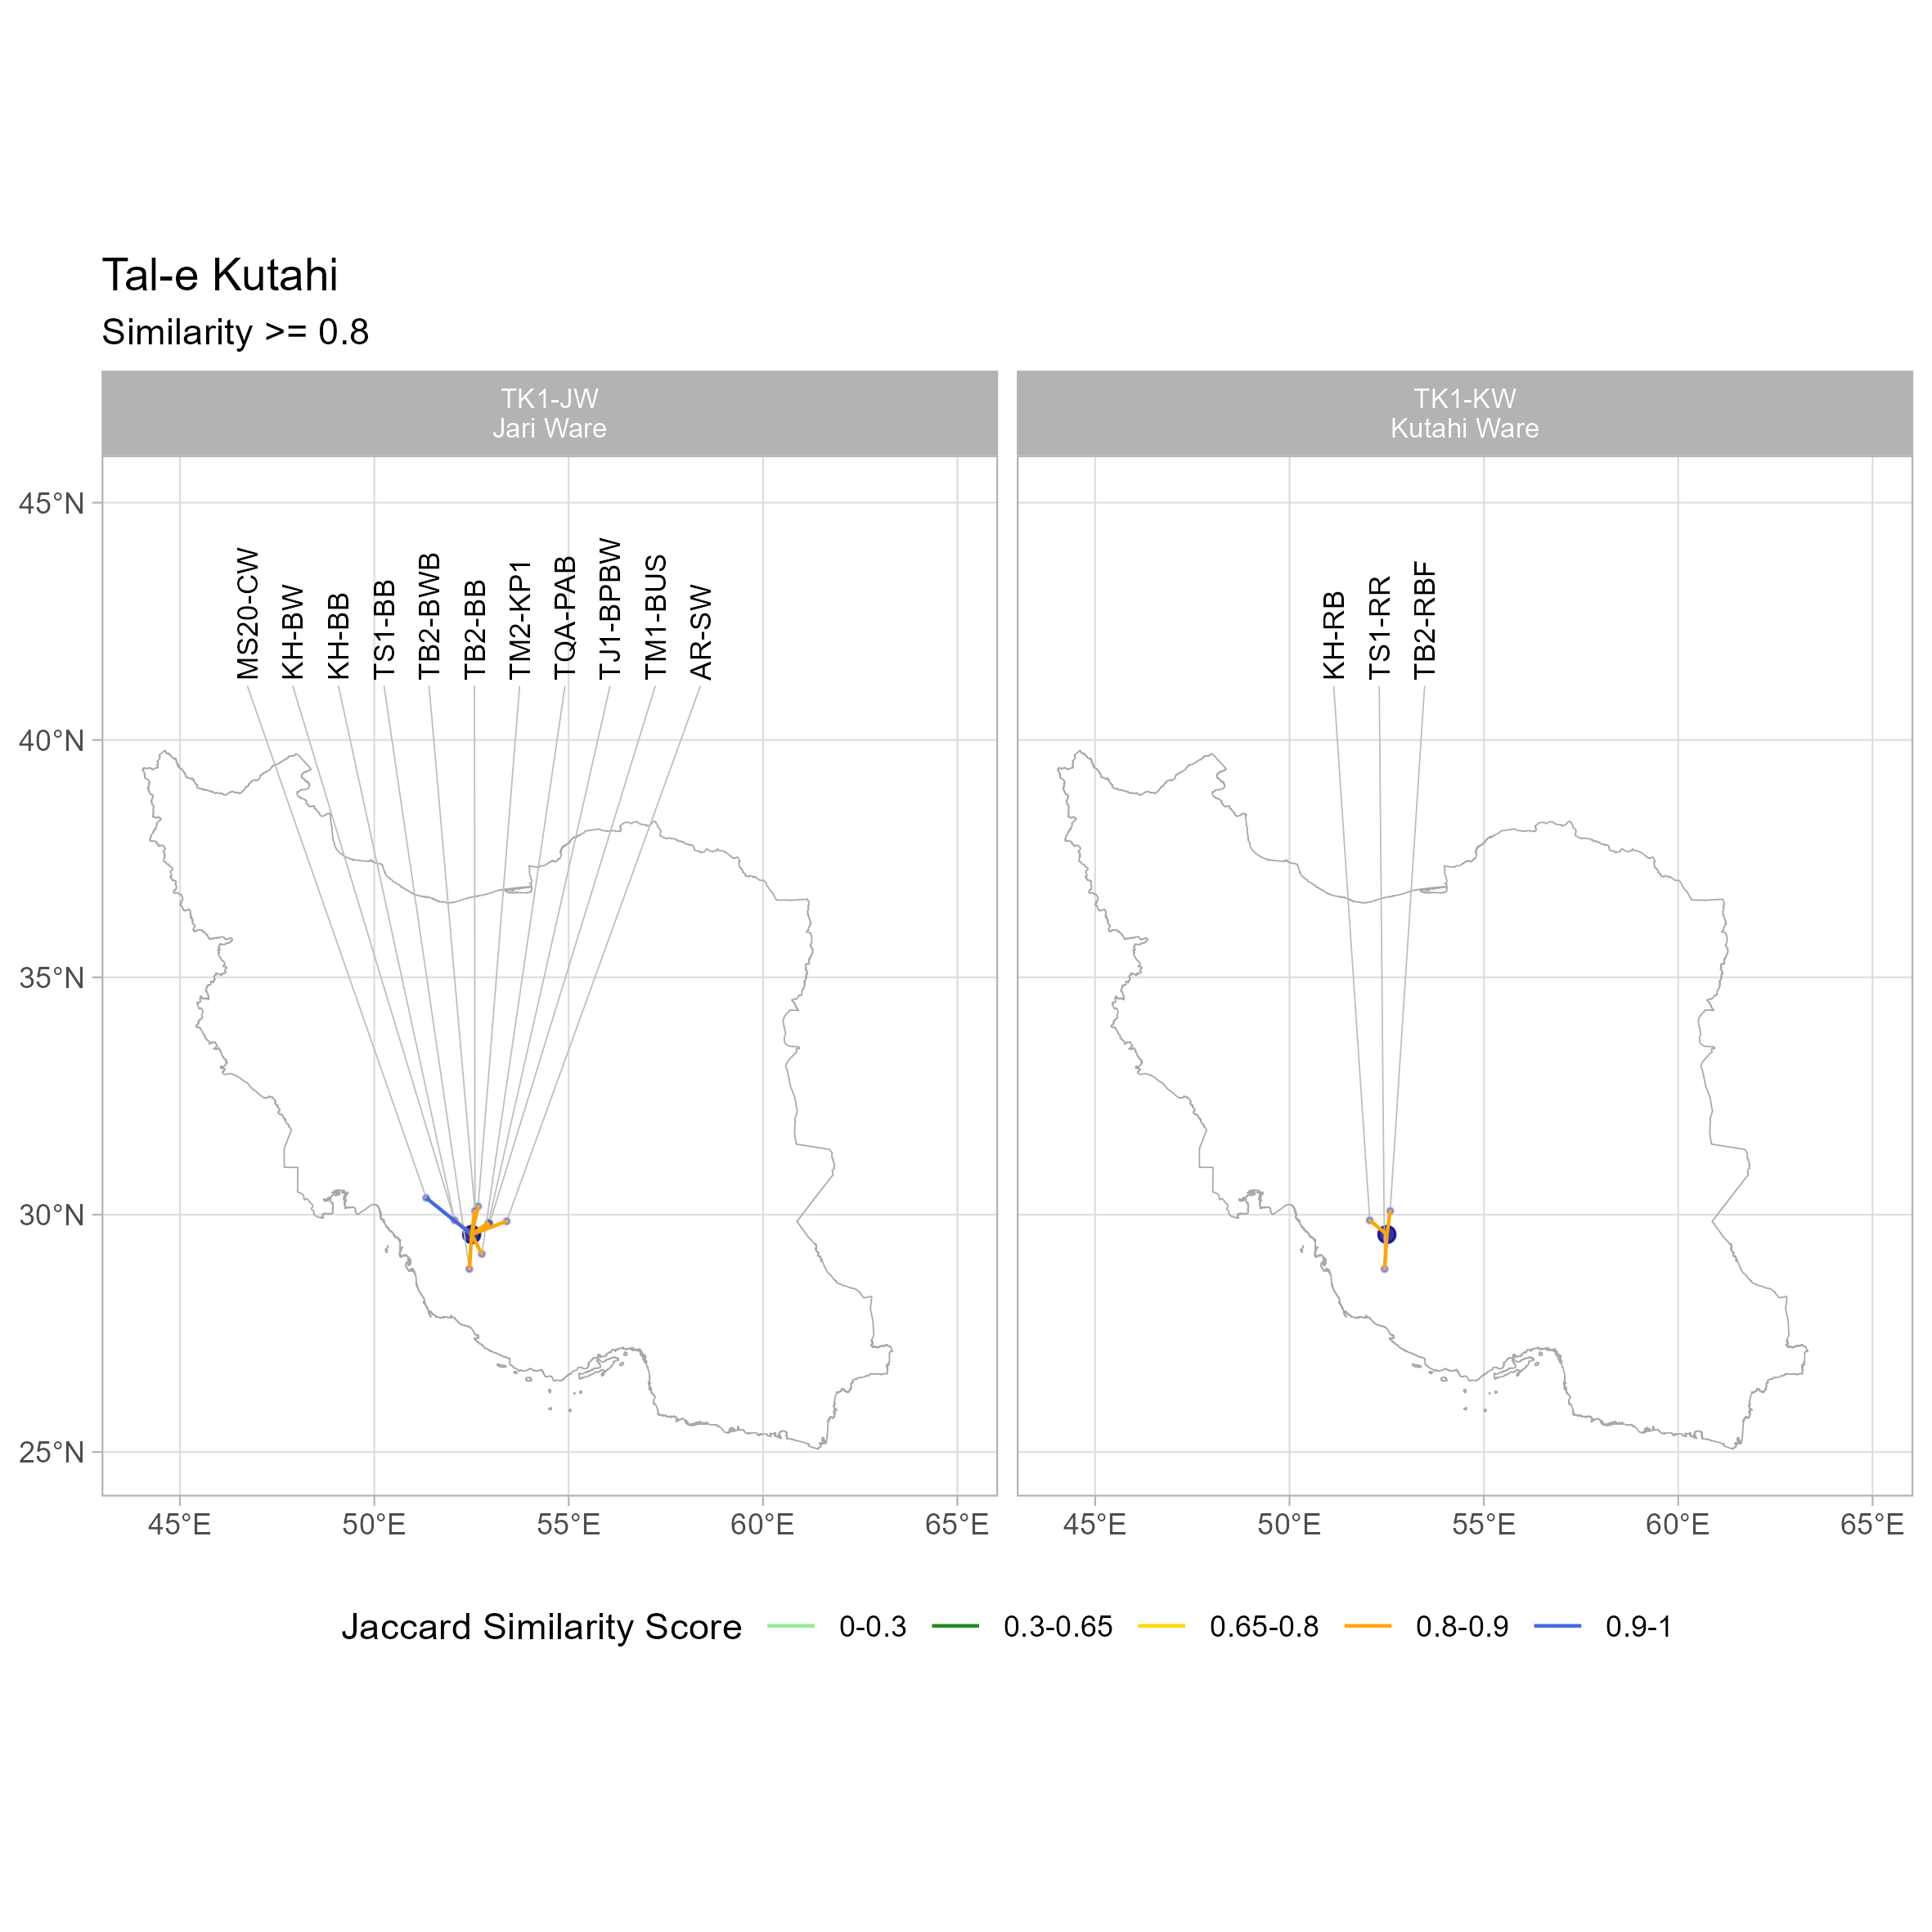 Tal-e Kutahi
Similarity >= 0.8
TK1-JW
Jari Ware
TK1-KW
Kutahi Ware
MS20-CW
KH-BW
KH-BB
TS1-BB
TB2-BWB
TB2-BB
TM2-KP1
TQA-PAB
TJ1-BPBW
TM1-BUS
AR-SW
KH-RB
TS1-RR
TB2-RBF
45°N
40°N
35°N
30°N
25°N
45°E 50°E 55°E 60°E 65°E
45°E 50°E 55°E 60°E 65°E
Jaccard Similarity Score 0-0.3 0.3-0.65 0.65-0.8 0.8-0.9 0.9-1